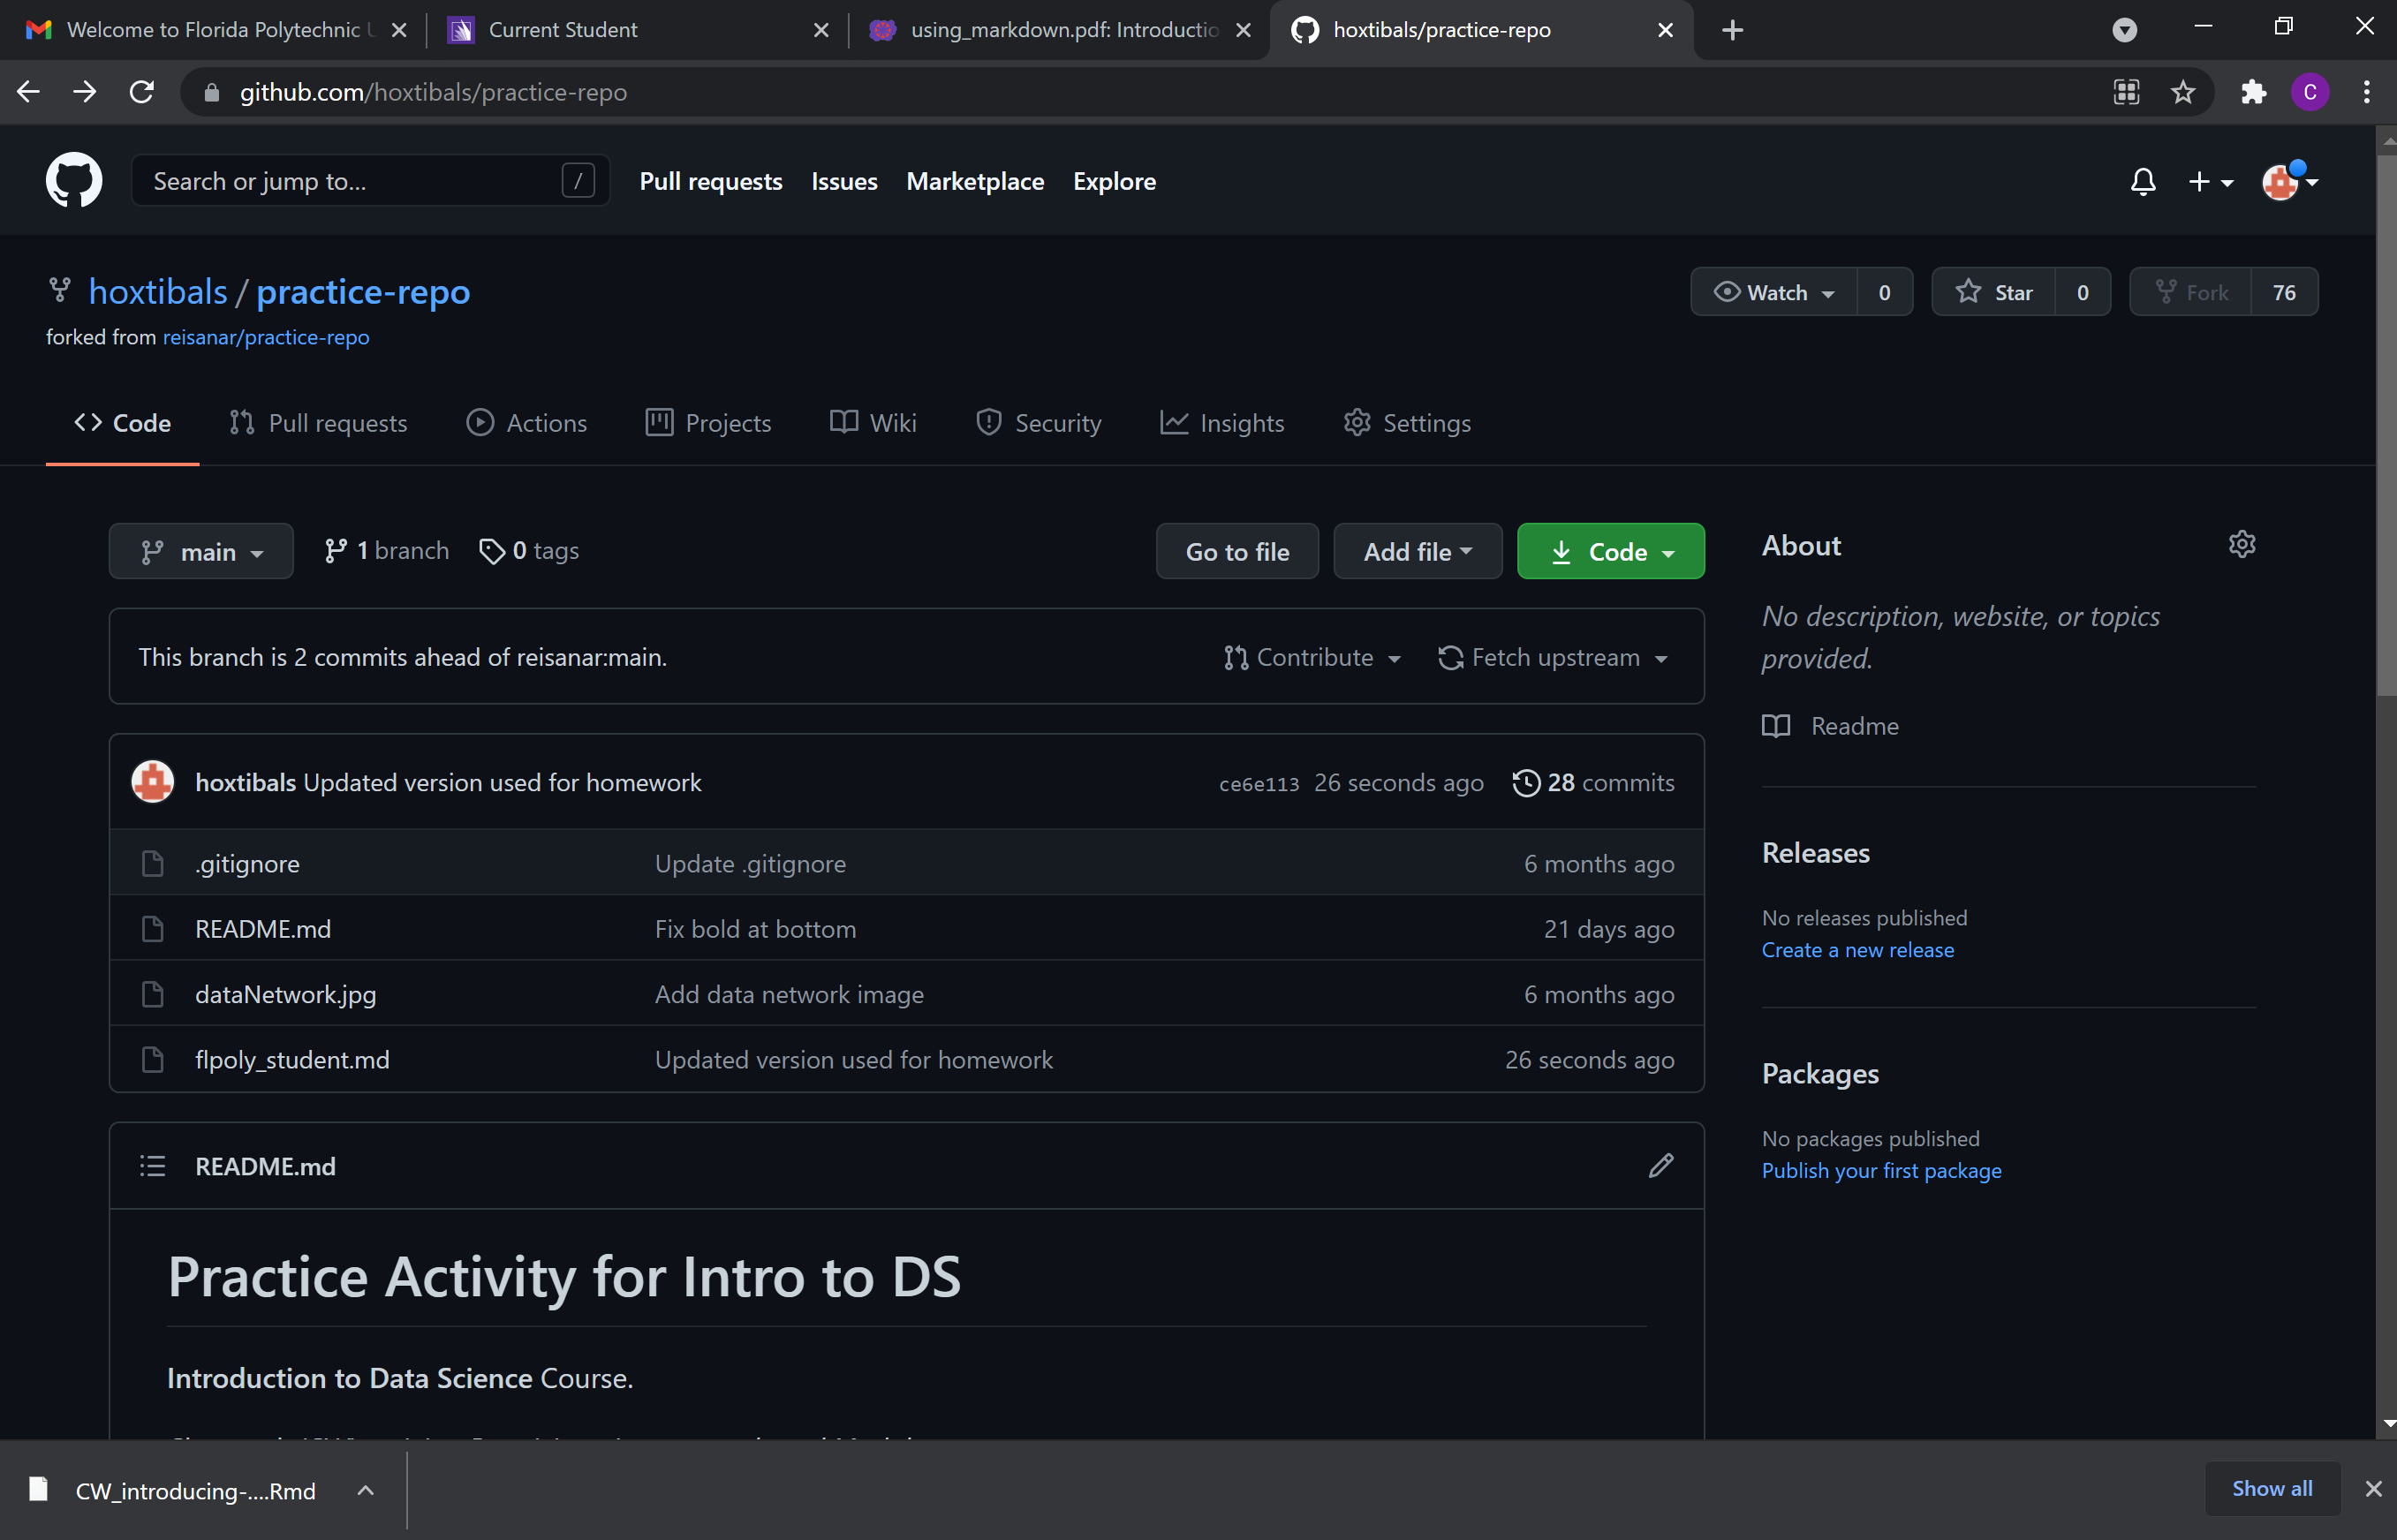 Welcome to Florida Polytechnic
Current Student
using_markdown.pdf: Introductio
hoxtibals/practice-repo
github.com/hoxtibals/practice-repo
C
Search or jump to... /
Pull requests Issues Marketplace Explore
hoxtibals / practice-repo
Watch 0 Star 0 Fork 76
forked from reisanar/practice-repo
Code Pull requests Actions Projects Wiki Security Insights Settings
main 1 branch 0 tags Go to file Add file Code
This branch is 2 commits ahead of reisanar:main. Contribute Fetch upstream
hoxtibals Updated version used for homework ce6e113 26 seconds ago 28 commits
.gitignore Update .gitignore 6 months ago
README.md Fix bold at bottom 21 days ago
dataNetwork.jpg Add data network image 6 months ago
flpoly_student.md Updated version used for homework 26 seconds ago
README.md
Practice Activity for Intro to DS
Introduction to Data Science Course.
About
No description, website, or topics
provided.
Readme
Releases
No releases published
Create a new release
Packages
No packages published
Publish your first package
CW_introducing-....Rmd
Show all